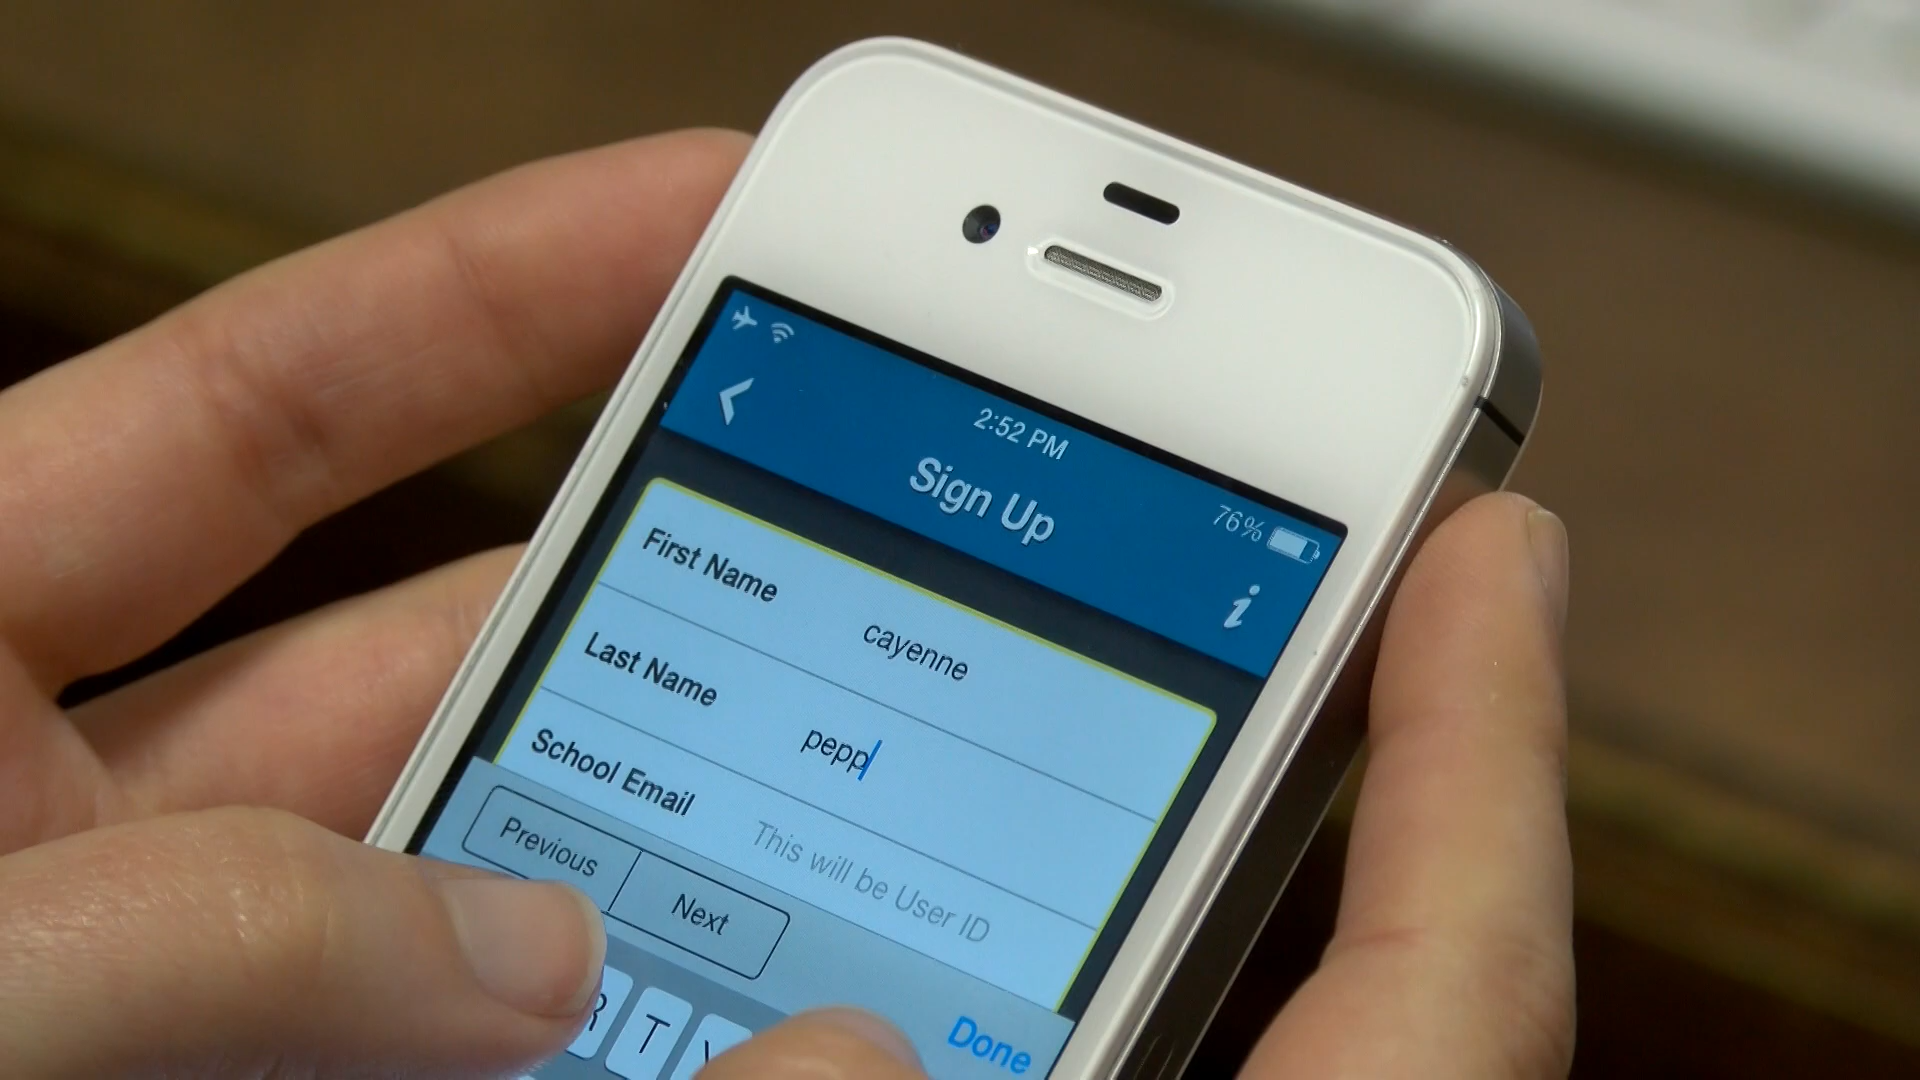 2:52 PM
76%
Sign Up
i
First Name
cayenne
Last Name
pepp
School Email
This will be User ID
Previous
Next
Done
R T Y